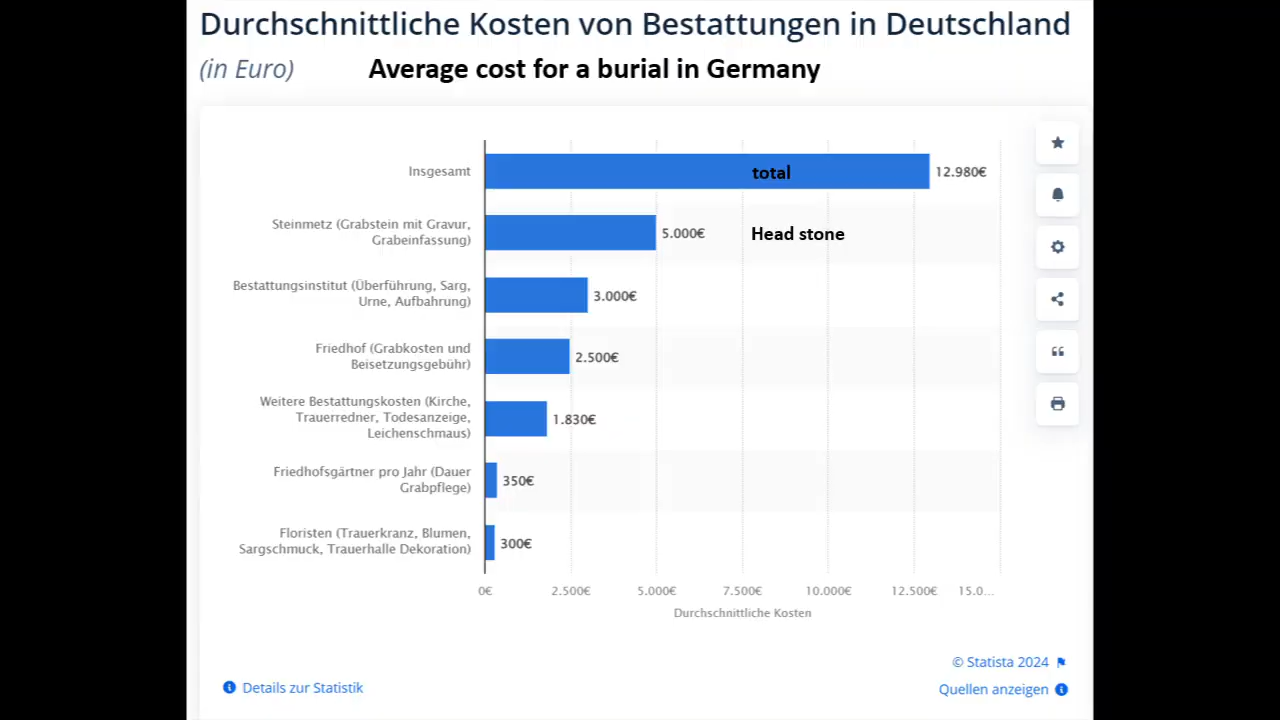 Durchschnittliche Kosten von Bestattungen in Deutschland
(in Euro)
Average cost for a burial in Germany
Insgesamt
total
12.980€
Steinmetz (Grabstein mit Gravur,
Grabeinfassung)
5.000€
Head stone
Bestattungsinstitut (Überführung, Sarg,
Urne, Aufbahrung)
3.000€
Friedhof (Grabkosten und
Beisetzungsgebühr)
2.500€
Weitere Bestattungskosten (Kirche,
Trauerredner, Todesanzeige,
Leichenschmaus)
1.830€
Friedhofsgärtner pro Jahr (Dauer
Grabpflege)
350€
Floristen (Trauerkranz, Blumen,
Sargschmuck, Trauerhalle Dekoration)
300€
0€ 2.500€ 5.000€ 7.500€ 10.000€ 12.500€ 15.0...
Durchschnittliche Kosten
© Statista 2024
Details zur Statistik
Quellen anzeigen